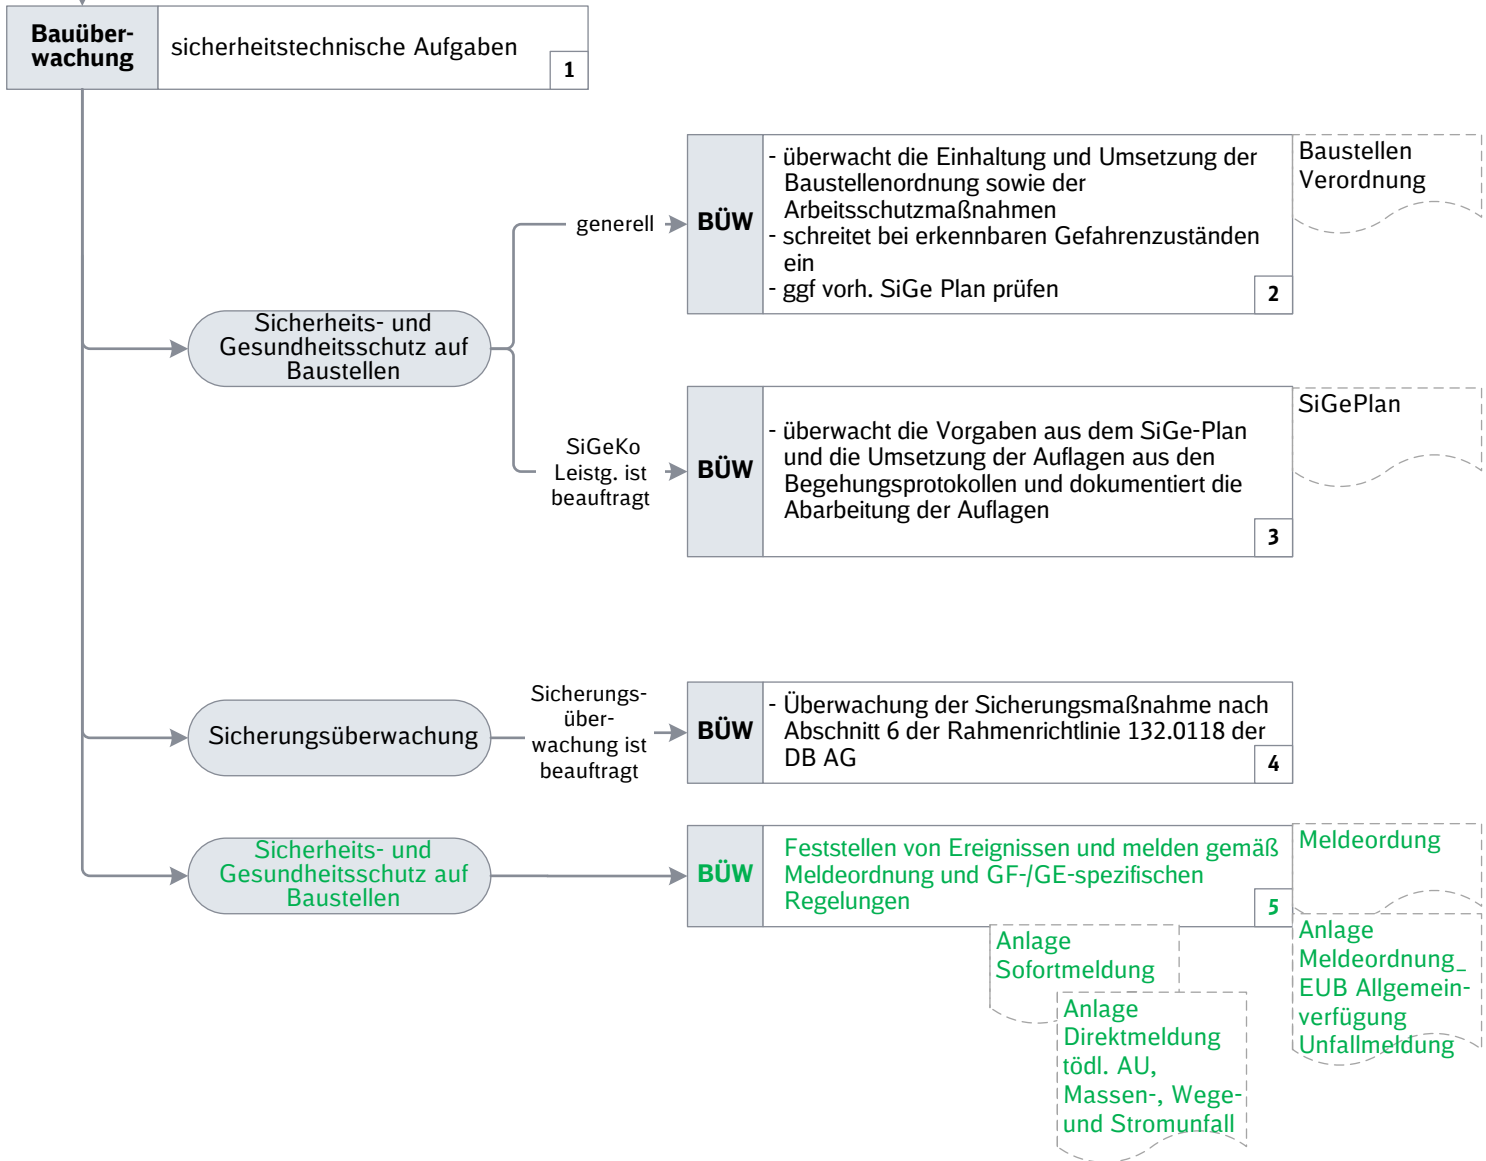 Bauüber-
wachung
sicherheitstechnische Aufgaben
1
Sicherheits- und
Gesundheitsschutz auf
Baustellen
generell
BÜW
- überwacht die Einhaltung und Umsetzung der
Baustellenordnung sowie der
Arbeitsschutzmaßnahmen
- schreitet bei erkennbaren Gefahrenzuständen
ein
- ggf vorh. SiGe Plan prüfen
2
Baustellen
Verordnung
SiGeKo
Leistg. ist
beauftragt
BÜW
- überwacht die Vorgaben aus dem SiGe-Plan
und die Umsetzung der Auflagen aus den
Begehungsprotokollen und dokumentiert die
Abarbeitung der Auflagen
3
SiGePlan
Sicherungsüberwachung
Sicherungs-
über-
wachung ist
beauftragt
BÜW
- Überwachung der Sicherungsmaßnahme nach
Abschnitt 6 der Rahmenrichtlinie 132.0118 der
DB AG
4
Sicherheits- und
Gesundheitsschutz auf
Baustellen
BÜW
Feststellen von Ereignissen und melden gemäß
Meldeordnung und GF-/GE-spezifischen
Regelungen
5
Meldeordung
Anlage
Meldeordnung_
EUB Allgemein-
verfügung
Unfallmeldung
Anlage
Sofortmeldung
Anlage
Direktmeldung
tödl. AU,
Massen-, Wege-
und Stromunfall